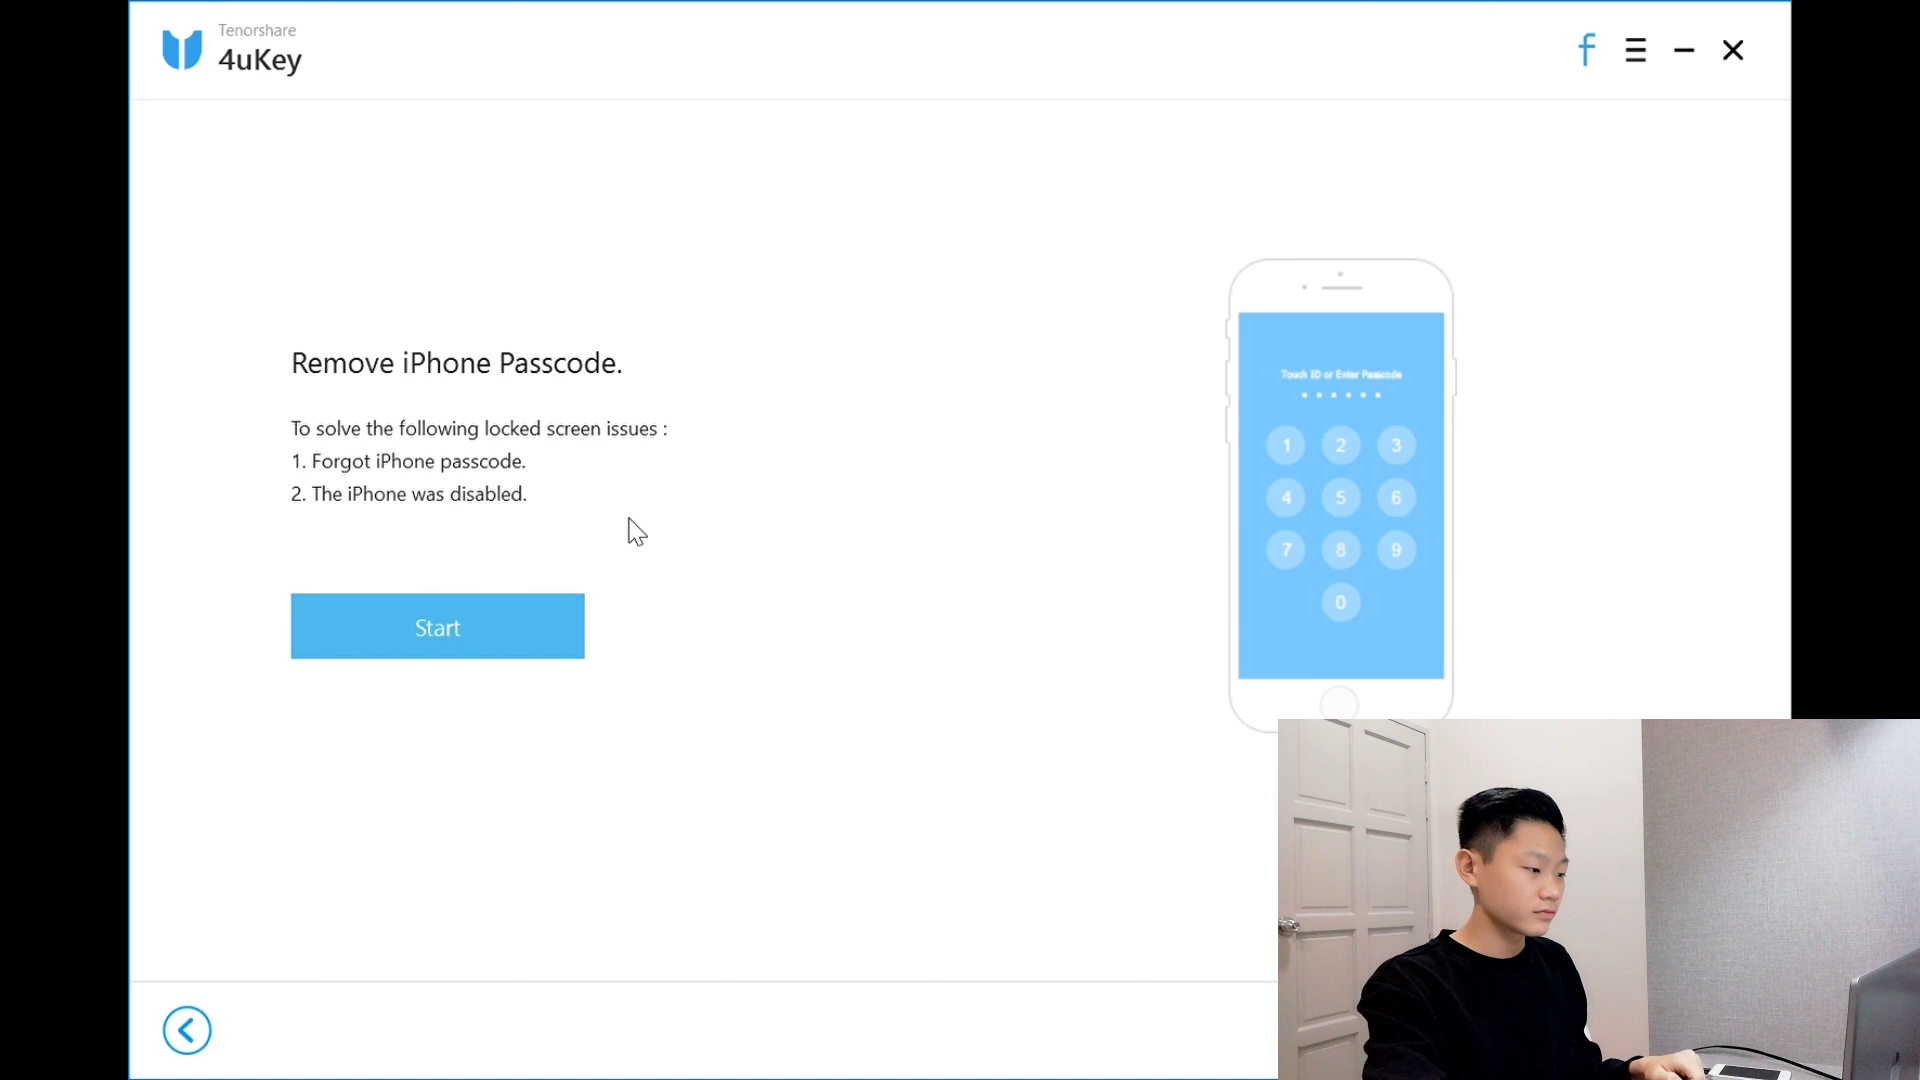 Tenorshare
4uKey
Remove iPhone Passcode.
To solve the following locked screen issues :
1. Forgot iPhone passcode.
2. The iPhone was disabled.
Start
Touch ID or Enter Passcode
1 2 3
4 5 6
7 8 9
0